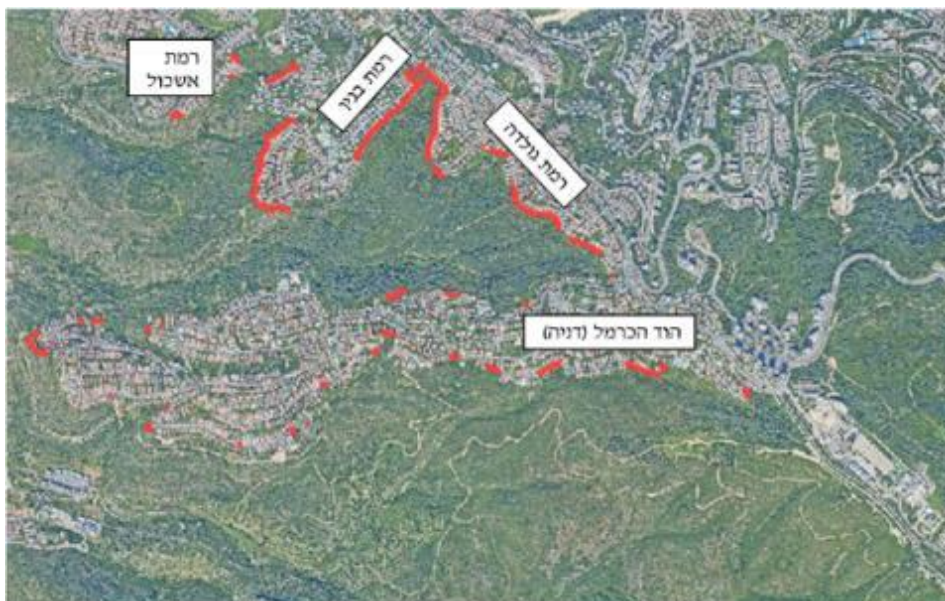 רמת
אשכול
רמת בגין
רמת גולדה
הוד הכרמל (דניה)